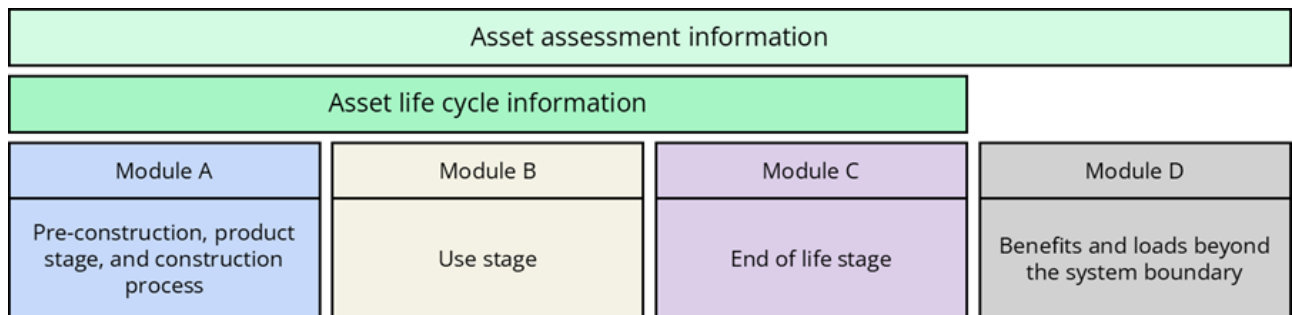 Asset assessment information
Asset life cycle information
Module A
Module B
Module C
Module D
Pre-construction, product
stage, and construction
process
Use stage
End of life stage
Benefits and loads beyond
the system boundary